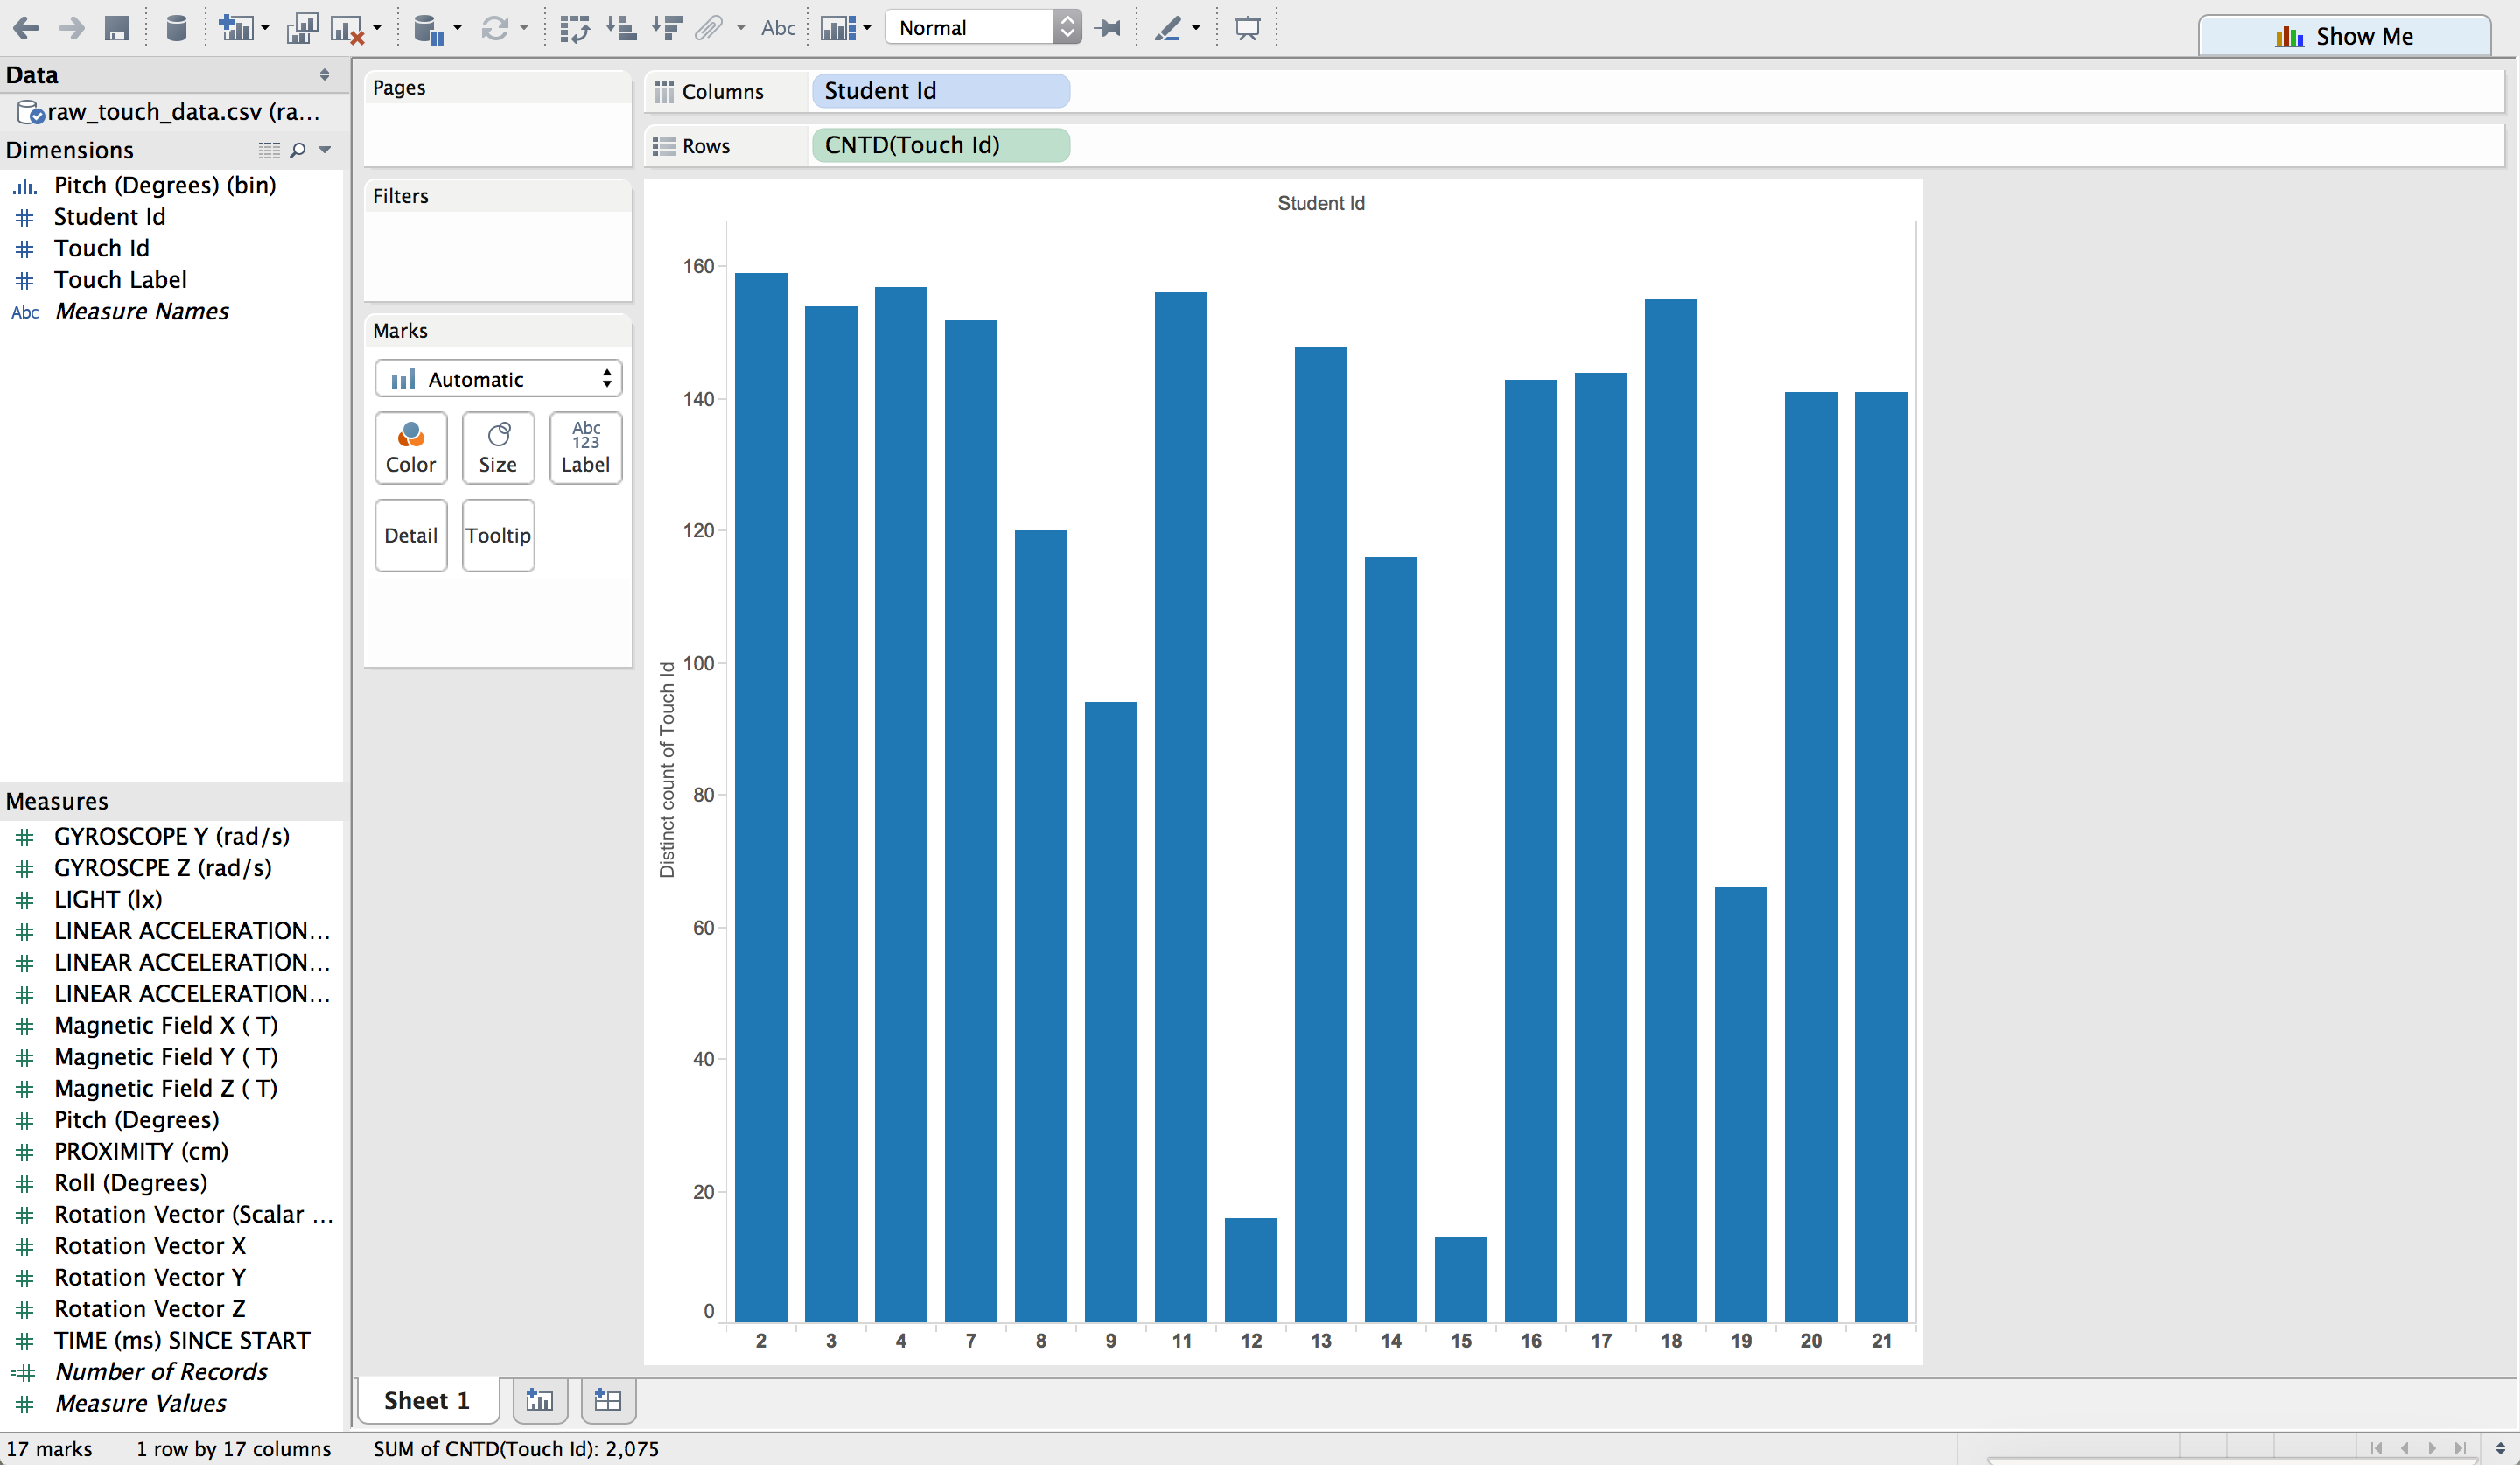 Abc
Normal
Show Me
Data
raw_touch_data.csv (ra...
Dimensions
Pitch (Degrees) (bin)
Student Id
Touch Id
Touch Label
Abc Measure Names
Measures
GYROSCOPE Y (rad/s)
GYROSCPE Z (rad/s)
LIGHT (lx)
LINEAR ACCELERATION...
LINEAR ACCELERATION...
LINEAR ACCELERATION...
Magnetic Field X ( T)
Magnetic Field Y ( T)
Magnetic Field Z ( T)
Pitch (Degrees)
PROXIMITY (cm)
Roll (Degrees)
Rotation Vector (Scalar ...
Rotation Vector X
Rotation Vector Y
Rotation Vector Z
TIME (ms) SINCE START
Number of Records
Measure Values
Pages
Filters
Marks
Automatic
Color
Size
Abc
123
Label
Detail
Tooltip
Columns
Student Id
Rows
CNTD(Touch Id)
Student Id
Distinct count of Touch Id
160
140
120
100
80
60
40
20
0
2 3 4 7 8 9 11 12 13 14 15 16 17 18 19 20 21
Sheet 1
17 marks 1 row by 17 columns SUM of CNTD(Touch Id): 2,075